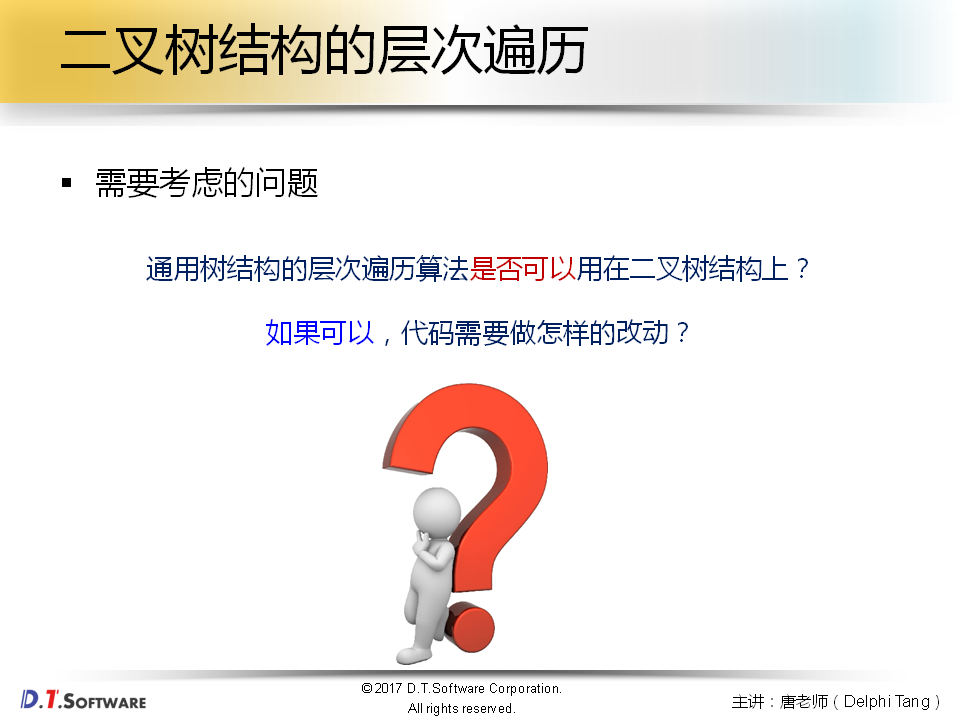 二叉树结构的层次遍历
▪ 需要考虑的问题
通用树结构的层次遍历算法是否可以用在二叉树结构上？
如果可以，代码需要做怎样的改动？
D.T.SOFTWARE
©2017 D.T.Software Corporation.
All rights reserved.
主讲：唐老师（Delphi Tang）